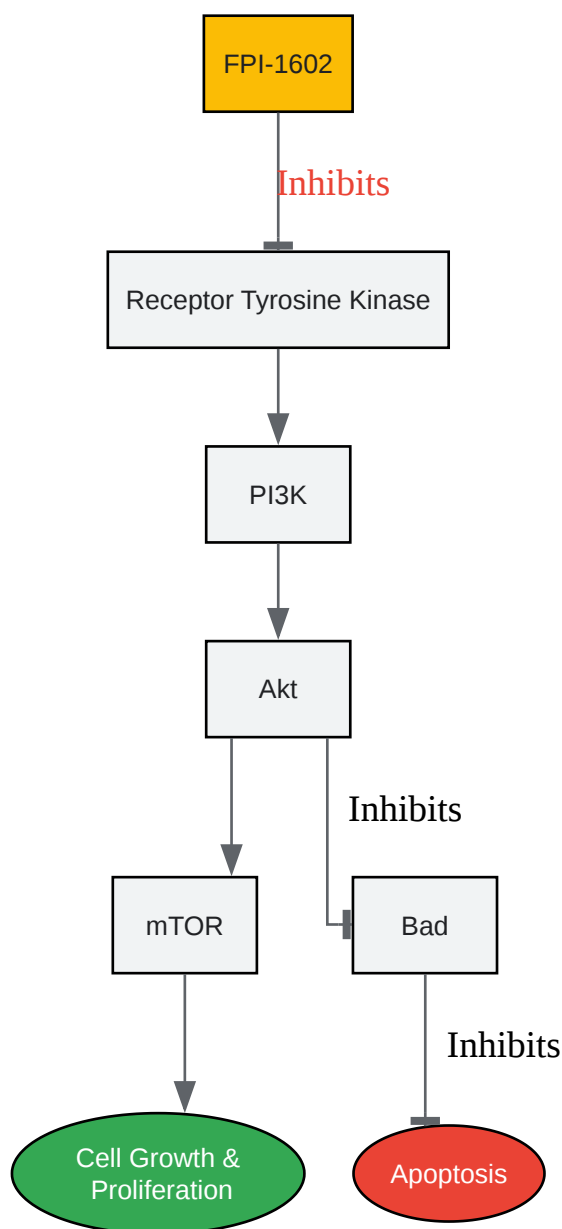 FPI-1602
Inhibits
Receptor Tyrosine Kinase
PI3K
Akt
Inhibits
mTOR
Bad
Inhibits
Cell Growth &
Proliferation
Apoptosis